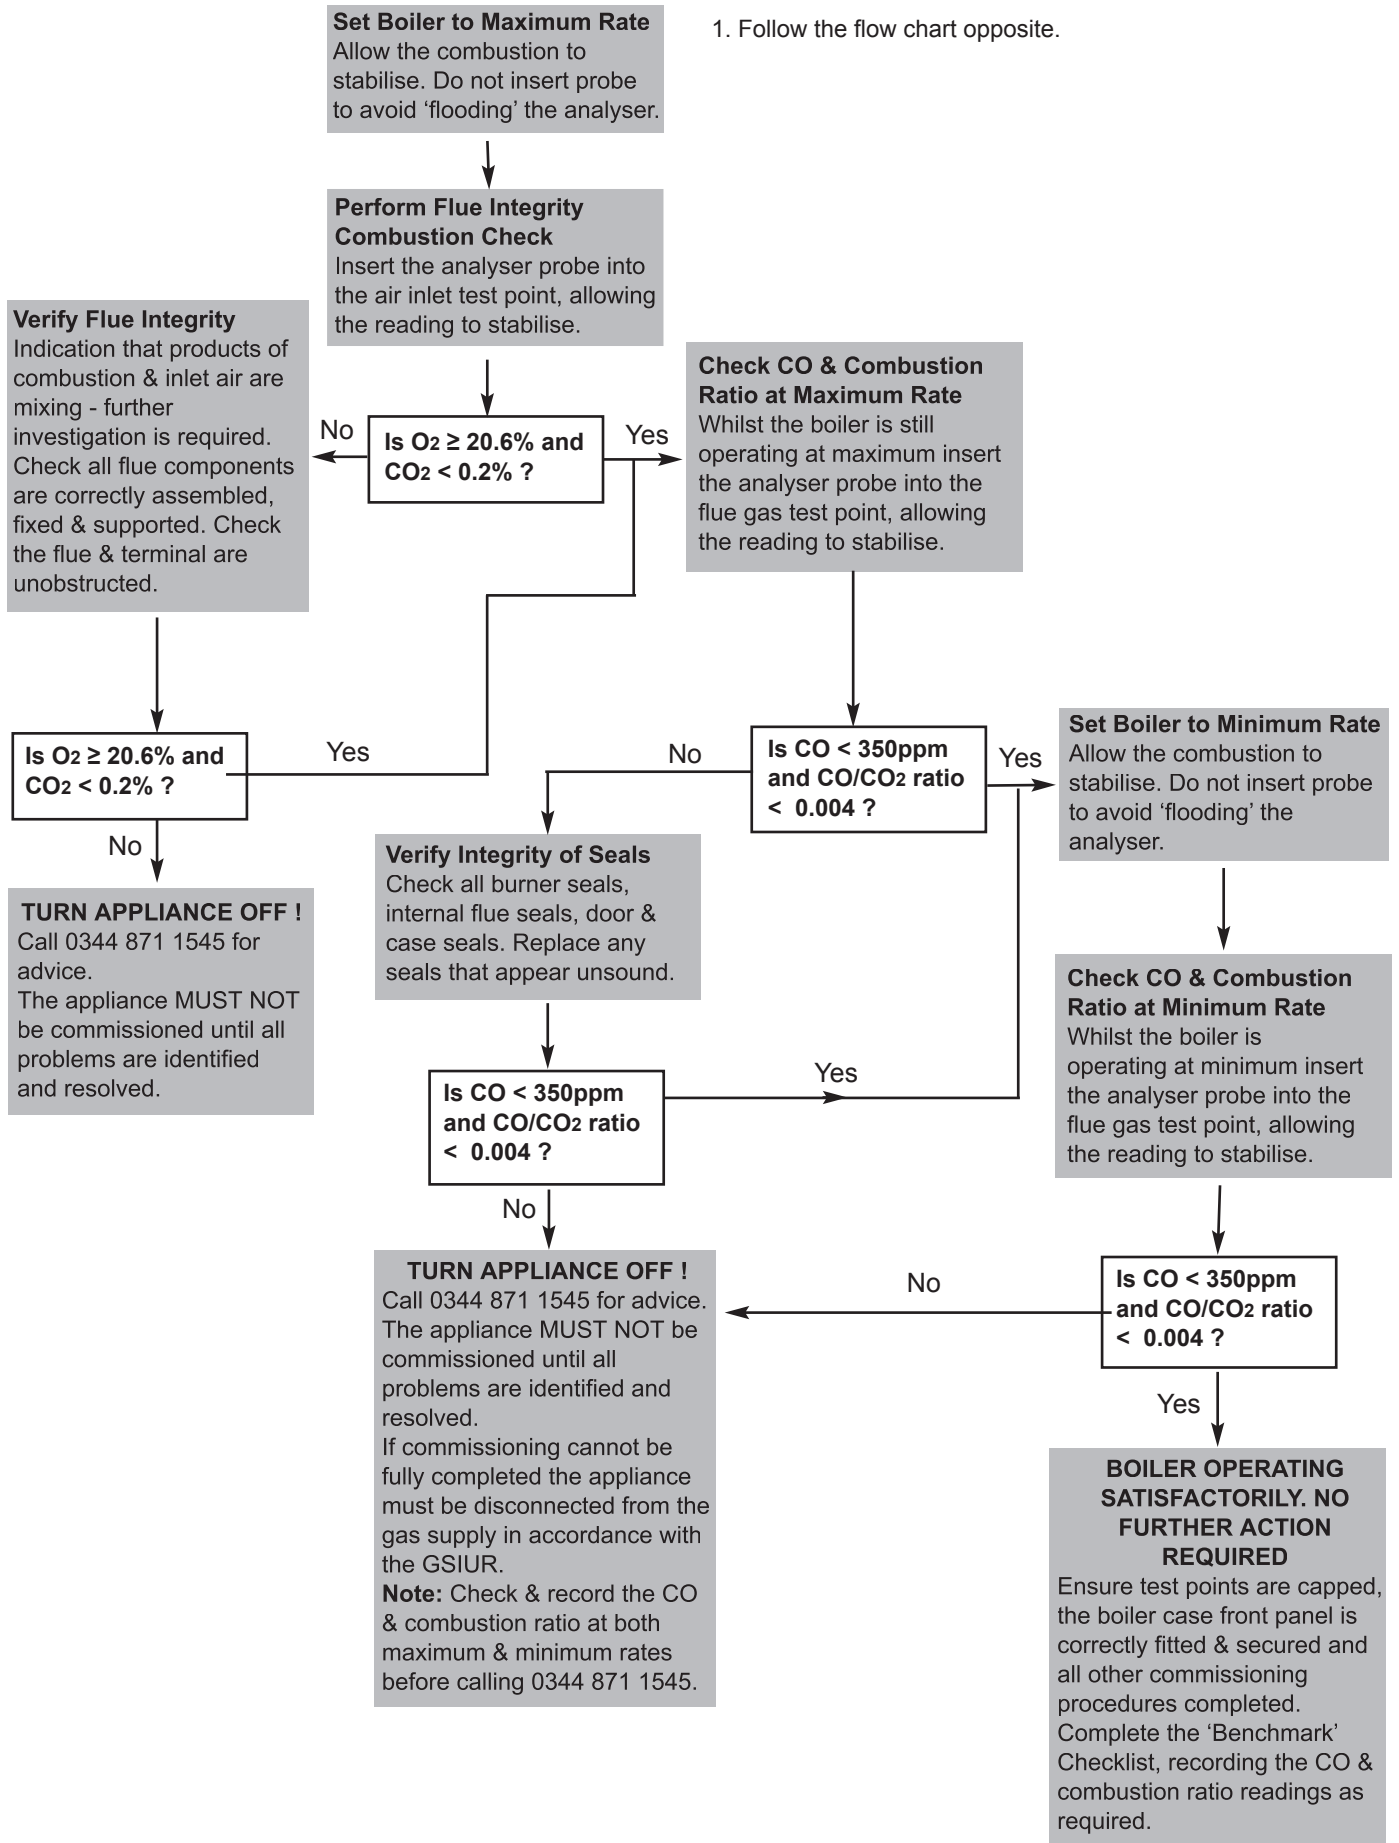 Set Boiler to Maximum Rate
Allow the combustion to
stabilise. Do not insert probe
to avoid ‘flooding’ the analyser.
1. Follow the flow chart opposite.
Perform Flue Integrity
Combustion Check
Insert the analyser probe into
the air inlet test point, allowing
the reading to stabilise.
Verify Flue Integrity
Indication that products of
combustion & inlet air are
mixing - further
investigation is required.
Check all flue components
are correctly assembled,
fixed & supported. Check
the flue & terminal are
unobstructed.
No
Is O2 ≥ 20.6% and
CO2 < 0.2% ?
Yes
Check CO & Combustion
Ratio at Maximum Rate
Whilst the boiler is still
operating at maximum insert
the analyser probe into the
flue gas test point, allowing
the reading to stabilise.
Is O2 ≥ 20.6% and
CO2 < 0.2% ?
Yes
No
TURN APPLIANCE OFF !
Call 0344 871 1545 for
advice.
The appliance MUST NOT
be commissioned until all
problems are identified
and resolved.
No
Is CO < 350ppm
and CO/CO2 ratio
< 0.004 ?
Yes
Set Boiler to Minimum Rate
Allow the combustion to
stabilise. Do not insert probe
to avoid ‘flooding’ the
analyser.
Verify Integrity of Seals
Check all burner seals,
internal flue seals, door &
case seals. Replace any
seals that appear unsound.
Check CO & Combustion
Ratio at Minimum Rate
Whilst the boiler is
operating at minimum insert
the analyser probe into the
flue gas test point, allowing
the reading to stabilise.
Is CO < 350ppm
and CO/CO2 ratio
< 0.004 ?
Yes
No
TURN APPLIANCE OFF !
Call 0344 871 1545 for advice.
The appliance MUST NOT be
commissioned until all
problems are identified and
resolved.
If commissioning cannot be
fully completed the appliance
must be disconnected from the
gas supply in accordance with
the GSIUR.
Note: Check & record the CO
& combustion ratio at both
maximum & minimum rates
before calling 0344 871 1545.
No
Is CO < 350ppm
and CO/CO2 ratio
< 0.004 ?
Yes
BOILER OPERATING
SATISFACTORILY. NO
FURTHER ACTION
REQUIRED
Ensure test points are capped,
the boiler case front panel is
correctly fitted & secured and
all other commissioning
procedures completed.
Complete the ‘Benchmark’
Checklist, recording the CO &
combustion ratio readings as
required.